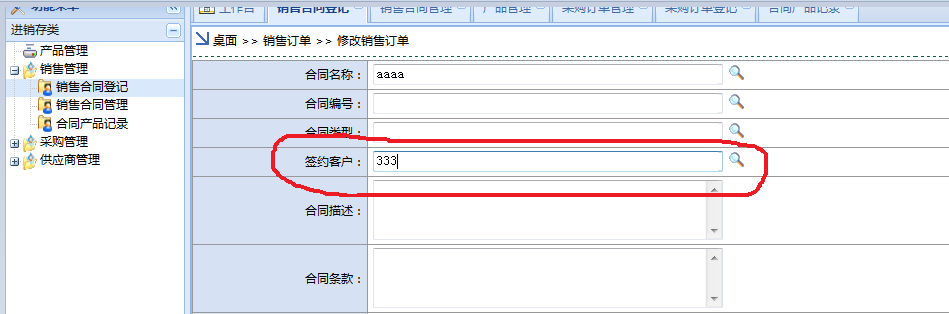 功能菜单
工作台 销售合同登记 销售合同管理 产品管理 采购订单管理 采购订单登记 合同产品记录
进销存类
产品管理
销售管理
销售合同登记
销售合同管理
合同产品记录
采购管理
供应商管理
桌面 >> 销售订单 >> 修改销售订单
合同名称： aaaa
合同编号：
合同类型：
签约客户： 333
合同描述：
合同条款：